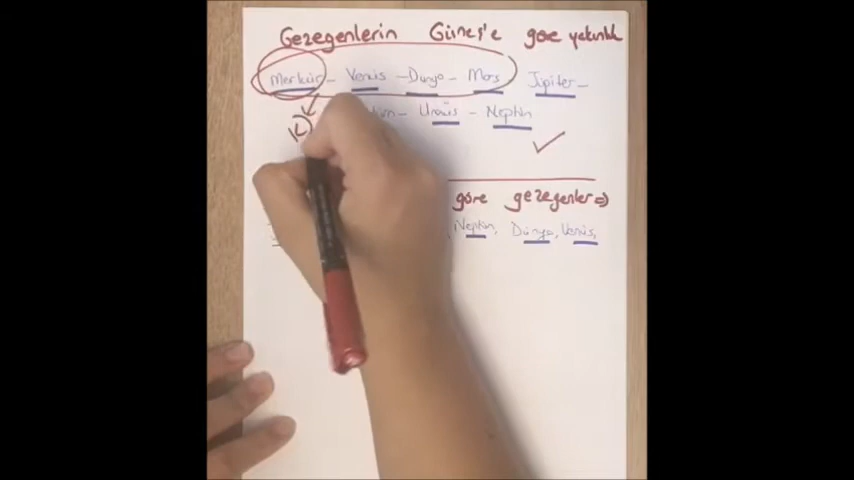 Gezegenlerin Güneş'e göre yakınlık
Merkür - Venüs - Dünya - Mars Jüpiter -
Uranüs - Neptün
göre gezegenler ⇒
Neptün, Dünya, Venüs,